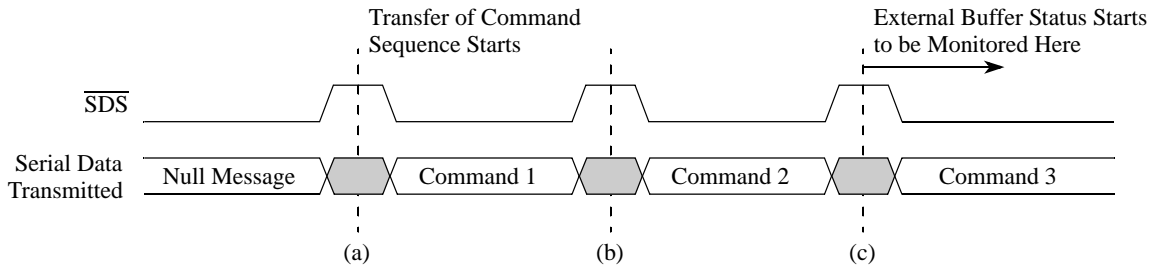 Transfer of Command
Sequence Starts
External Buffer Status Starts
to be Monitored Here
SDS
Serial Data
Transmitted
Null Message
Command 1
Command 2
Command 3
(a)
(b)
(c)